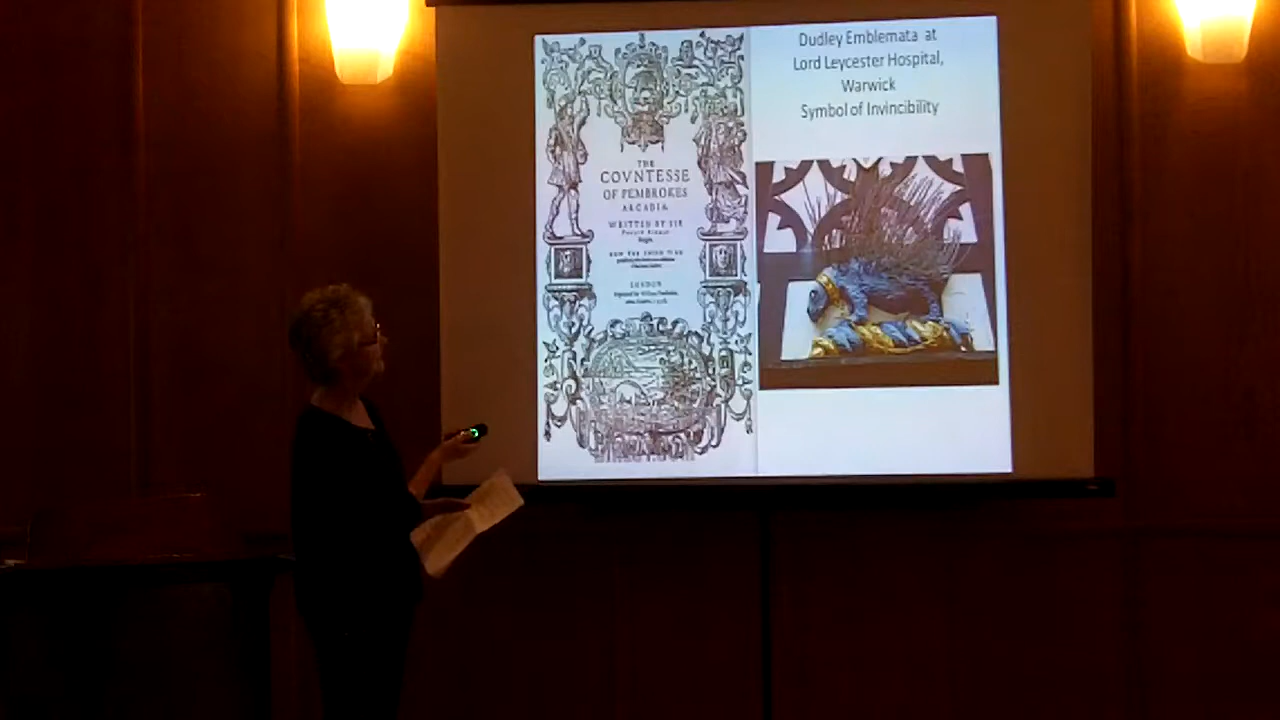 THE
COVNTESSE
OF PEMBROKES
ARCADIA
WRITTEN BY SIR
LONDON
Dudley Emblemata at
Lord Leycester Hospital,
Warwick
Symbol of Invincibility